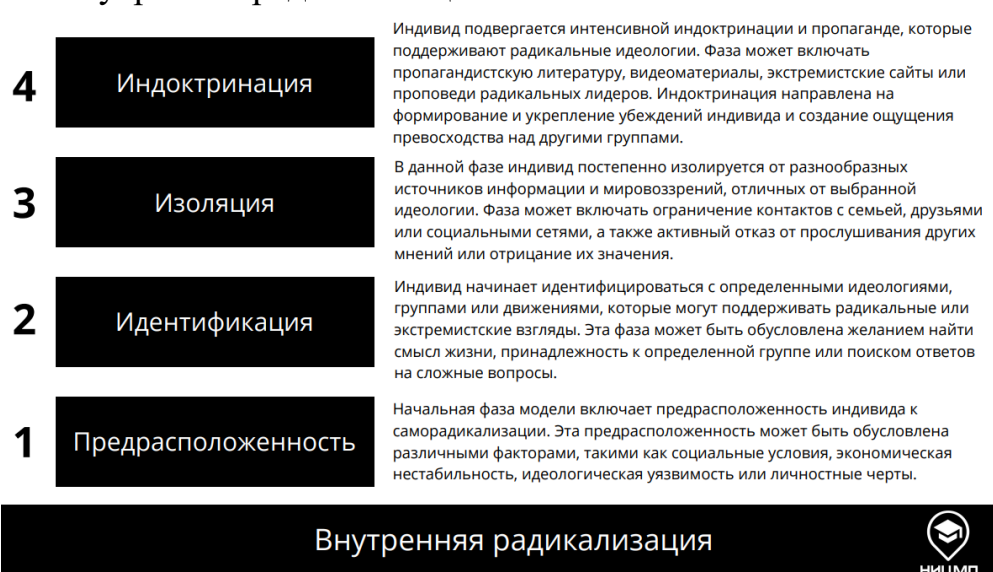 4
Индоктринация
Индивид подвергается интенсивной индоктринации и пропаганде, которые
поддерживают радикальные идеологии. Фаза может включать
пропагандистскую литературу, видеоматериалы, экстремистские сайты или
проповеди радикальных лидеров. Индоктринация направлена на
формирование и укрепление убеждений индивида и создание ощущения
превосходства над другими группами.
3
Изоляция
В данной фазе индивид постепенно изолируется от разнообразных
источников информации и мировоззрений, отличных от выбранной
идеологии. Фаза может включать ограничение контактов с семьей, друзьями
или социальными сетями, а также активный отказ от прослушивания других
мнений или отрицание их значения.
2
Идентификация
Индивид начинает идентифицироваться с определенными идеологиями,
группами или движениями, которые могут поддерживать радикальные или
экстремистские взгляды. Эта фаза может быть обусловлена желанием найти
смысл жизни, принадлежность к определенной группе или поиском ответов
на сложные вопросы.
1
Предрасположенность
Начальная фаза модели включает предрасположенность индивида к
саморадикализации. Эта предрасположенность может быть обусловлена
различными факторами, такими как социальные условия, экономическая
нестабильность, идеологическая уязвимость или личностные черты.
Внутренняя радикализация